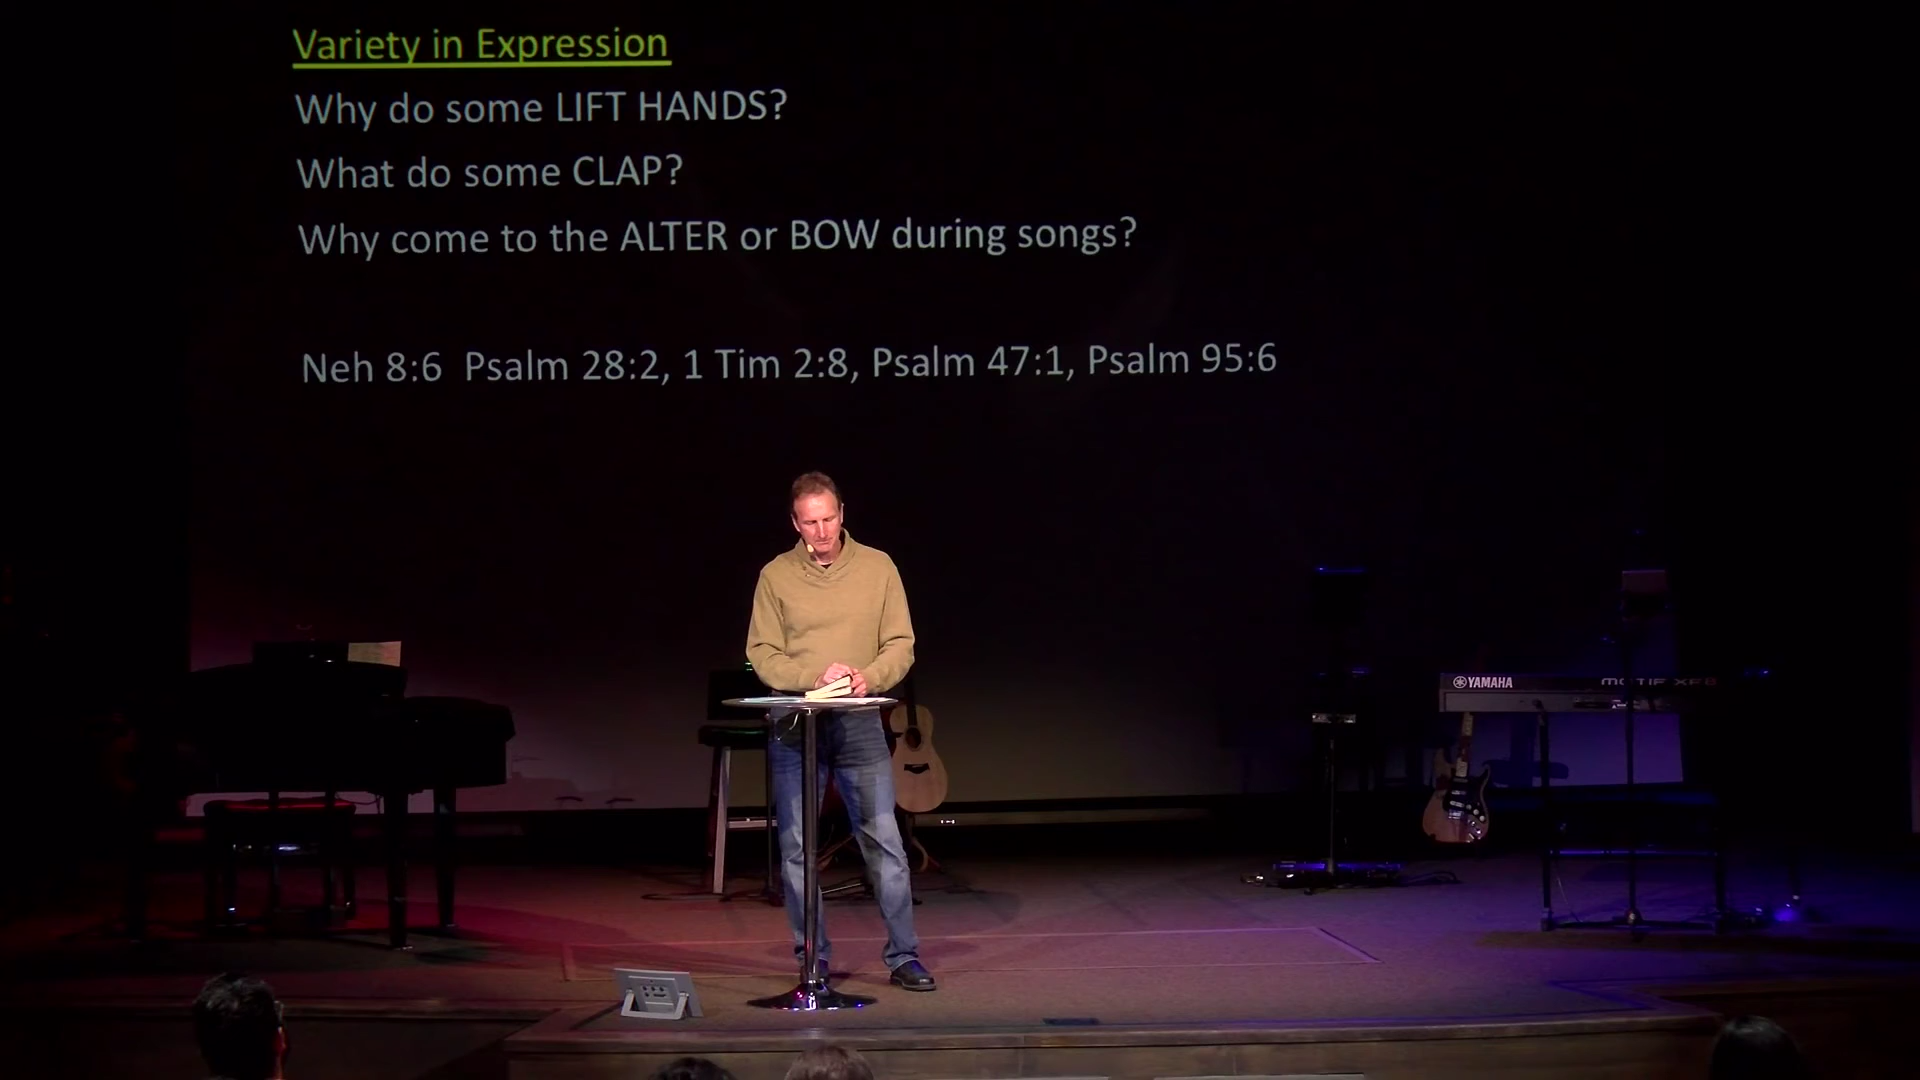 Variety in Expression
Why do some LIFT HANDS?
What do some CLAP?
Why come to the ALTER or BOW during songs?
Neh 8:6  Psalm 28:2, 1 Tim 2:8, Psalm 47:1, Psalm 95:6
YAMAHA MOTIF XF8